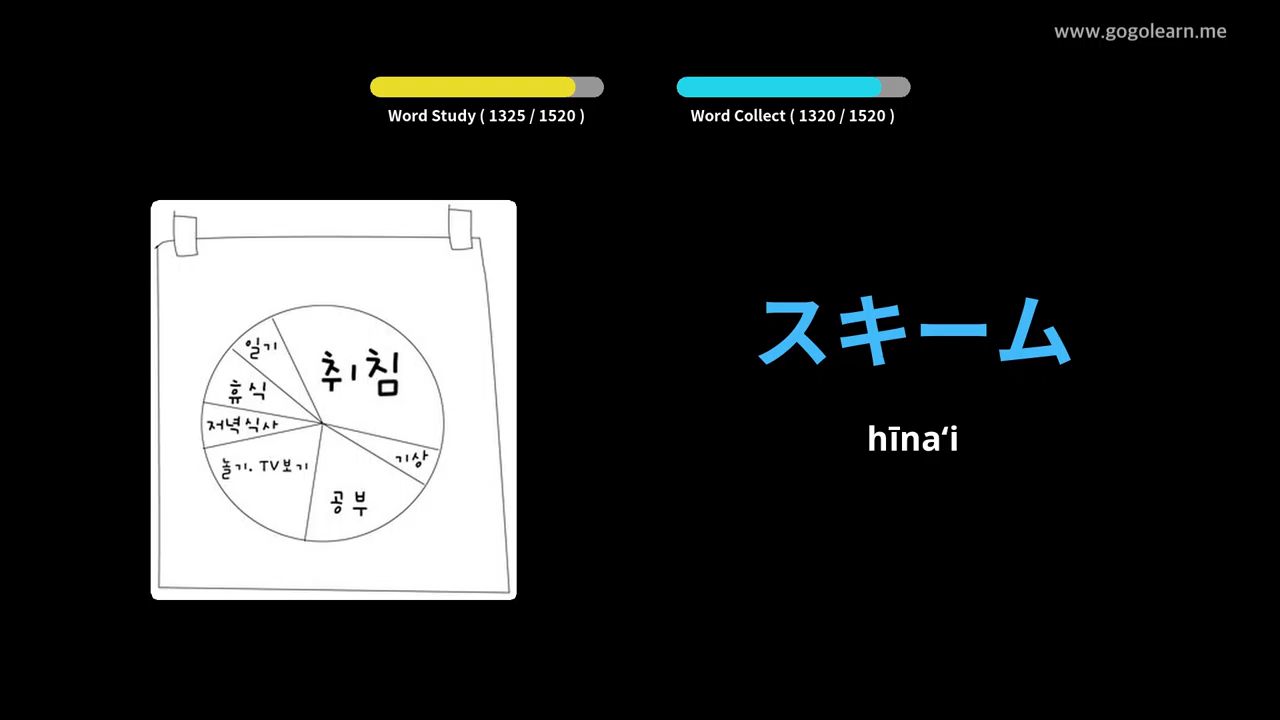 www.gogolearn.me
Word Study ( 1325 / 1520 )
Word Collect ( 1320 / 1520 )
일기
취침
휴식
저녁식사
놀기. TV보기
기상
공부
スキーム
hīnaʻi